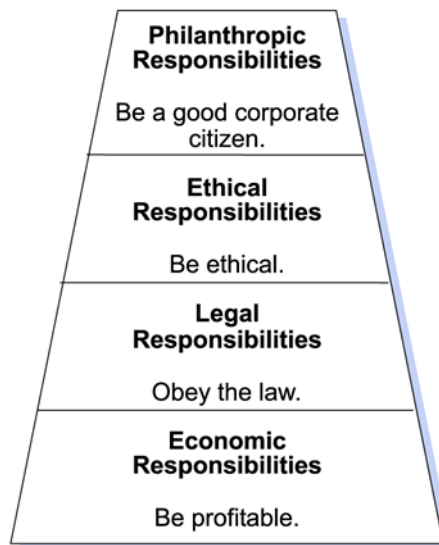 Philanthropic
Responsibilities
Be a good corporate
citizen.
Ethical
Responsibilities
Be ethical.
Legal
Responsibilities
Obey the law.
Economic
Responsibilities
Be profitable.